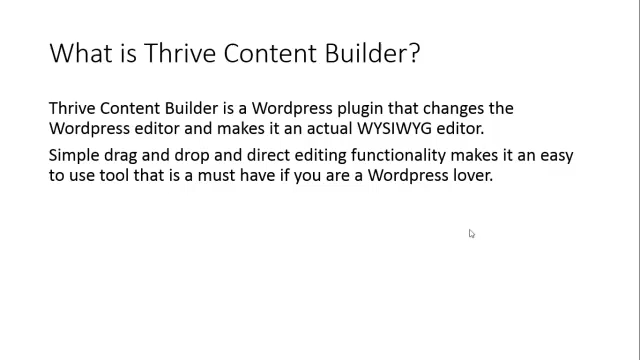 What is Thrive Content Builder?
Thrive Content Builder is a Wordpress plugin that changes the
Wordpress editor and makes it an actual WYSIWYG editor.
Simple drag and drop and direct editing functionality makes it an easy
to use tool that is a must have if you are a Wordpress lover.